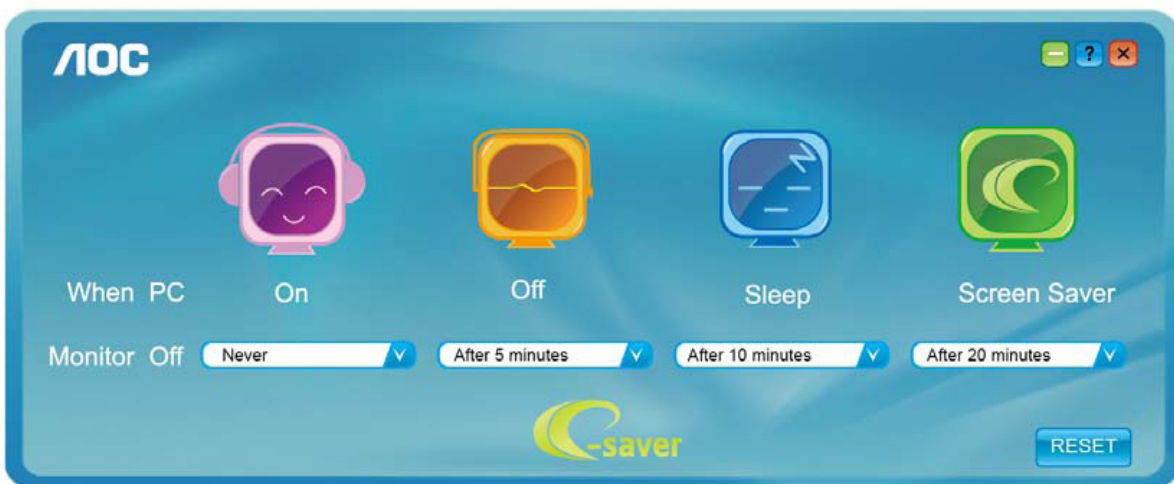 AOC
?
When PC On Off Sleep Screen Saver
Monitor Off Never After 5 minutes After 10 minutes After 20 minutes
e-saver
RESET